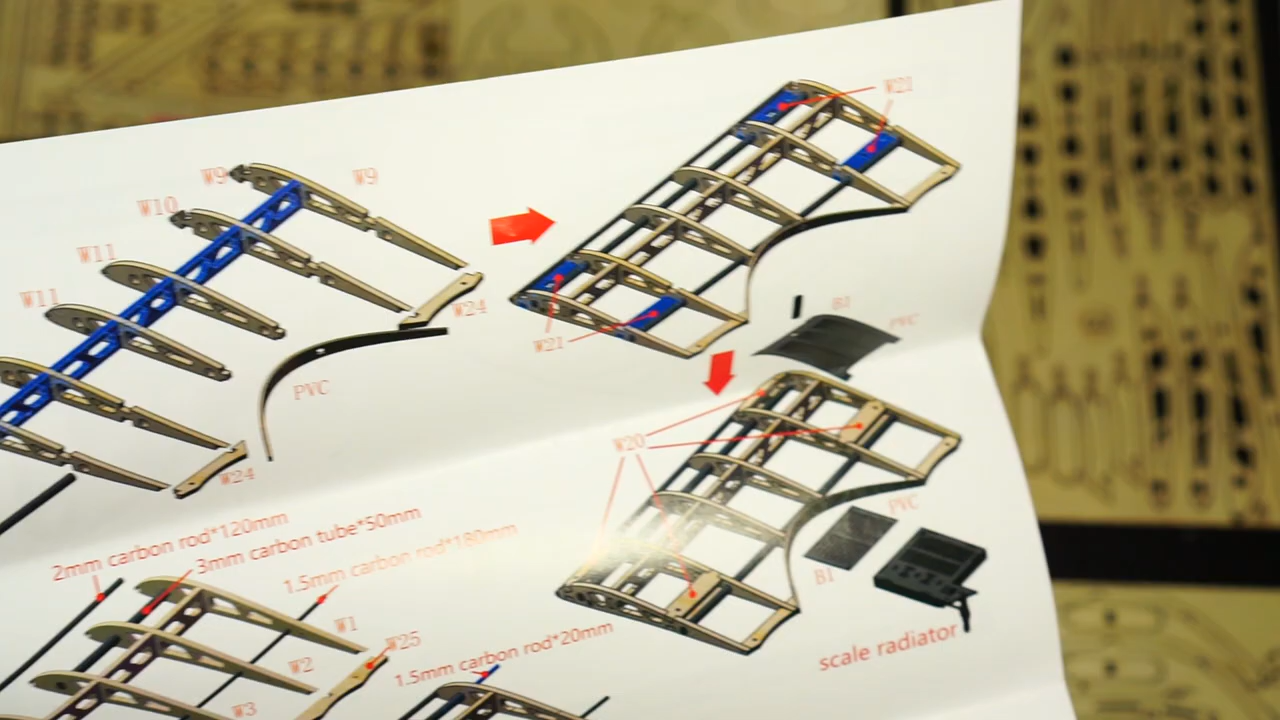 W21
W9
W9
W10
W11
W11
W24
W21
B1
PVC
PVC
W20
W24
PVC
2mm carbon rod*120mm
3mm carbon tube*50mm
1.5mm carbon rod*180mm
B1
W1
W25
scale radiator
W2
1.5mm carbon rod*20mm
W3